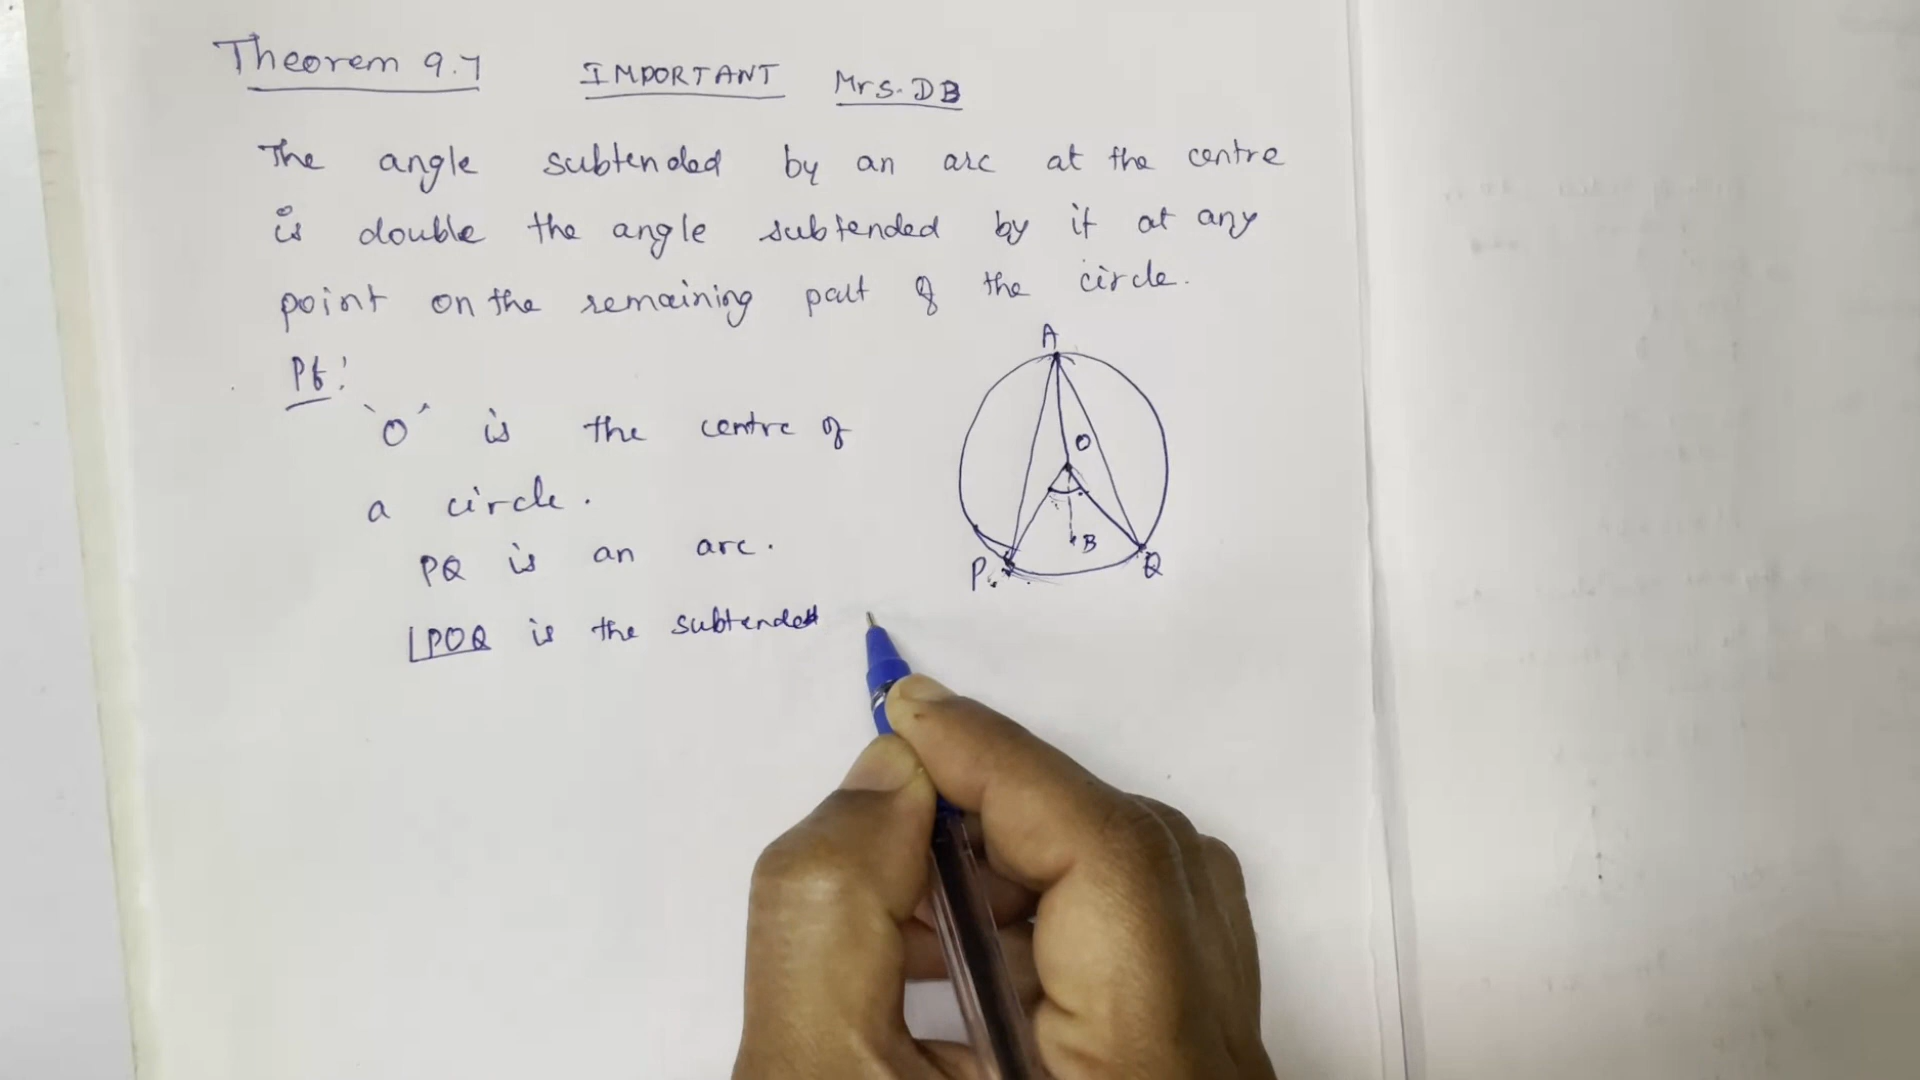 Theorem 9.7 IMPORTANT Mrs. DB
The angle subtended by an arc at the centre
is double the angle subtended by it at any
point on the remaining part of the circle.
Pf:
'O' is the centre of
a circle.
PQ is an arc.
∠POQ is the subtended
A
O
B
P
Q